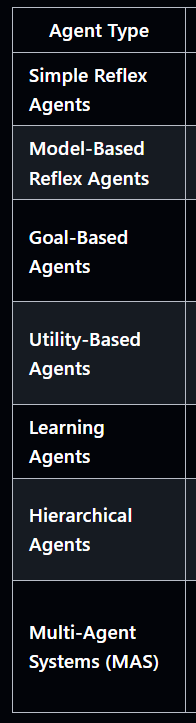 Agent Type
Simple Reflex
Agents
Model-Based
Reflex Agents
Goal-Based
Agents
Utility-Based
Agents
Learning
Agents
Hierarchical
Agents
Multi-Agent
Systems (MAS)